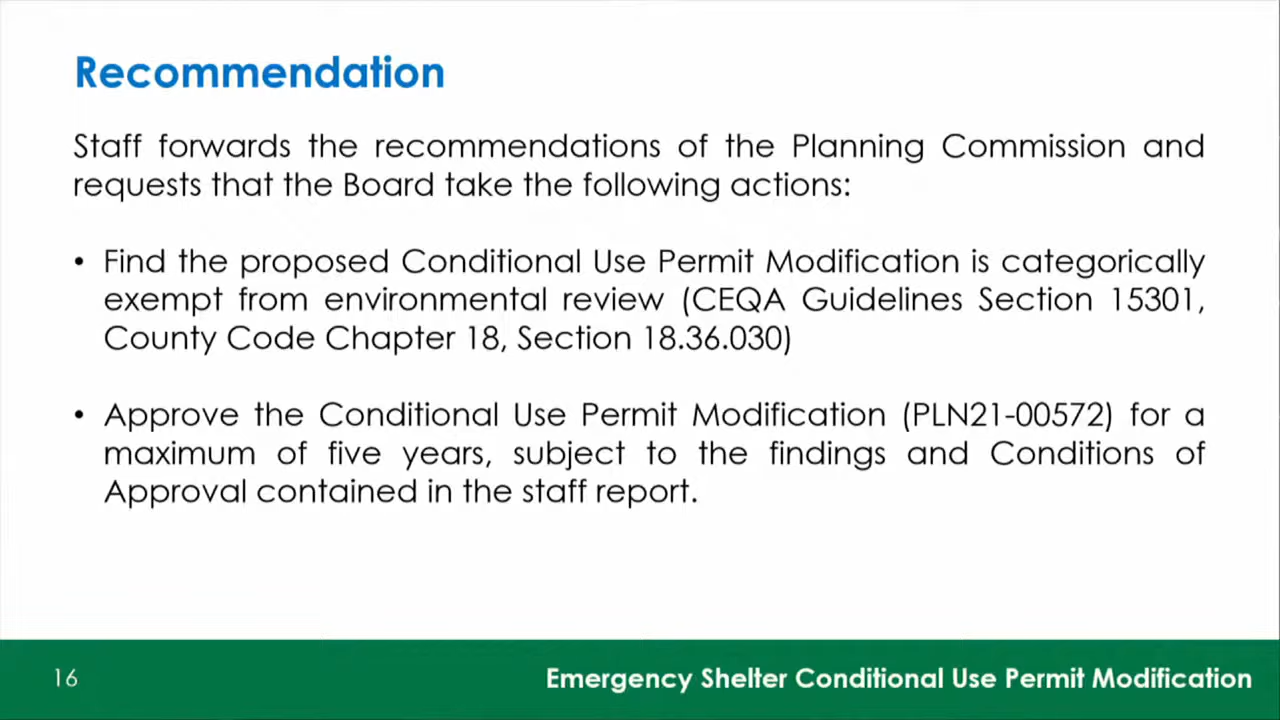 Recommendation
Staff forwards the recommendations of the Planning Commission and
requests that the Board take the following actions:
• Find the proposed Conditional Use Permit Modification is categorically
exempt from environmental review (CEQA Guidelines Section 15301,
County Code Chapter 18, Section 18.36.030)
• Approve the Conditional Use Permit Modification (PLN21-00572) for a
maximum of five years, subject to the findings and Conditions of
Approval contained in the staff report.
16
Emergency Shelter Conditional Use Permit Modification